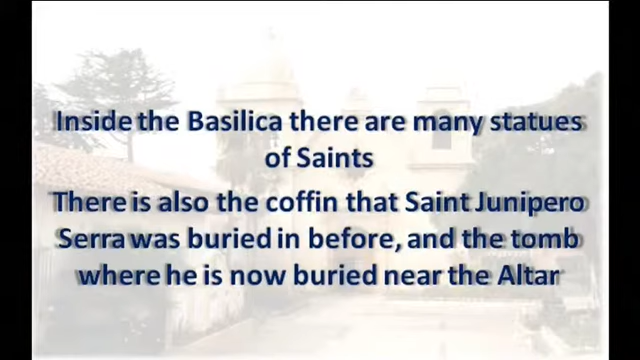 Inside the Basilica there are many statues
of Saints
There is also the coffin that Saint Junipero
Serra was buried in before, and the tomb
where he is now buried near the Altar